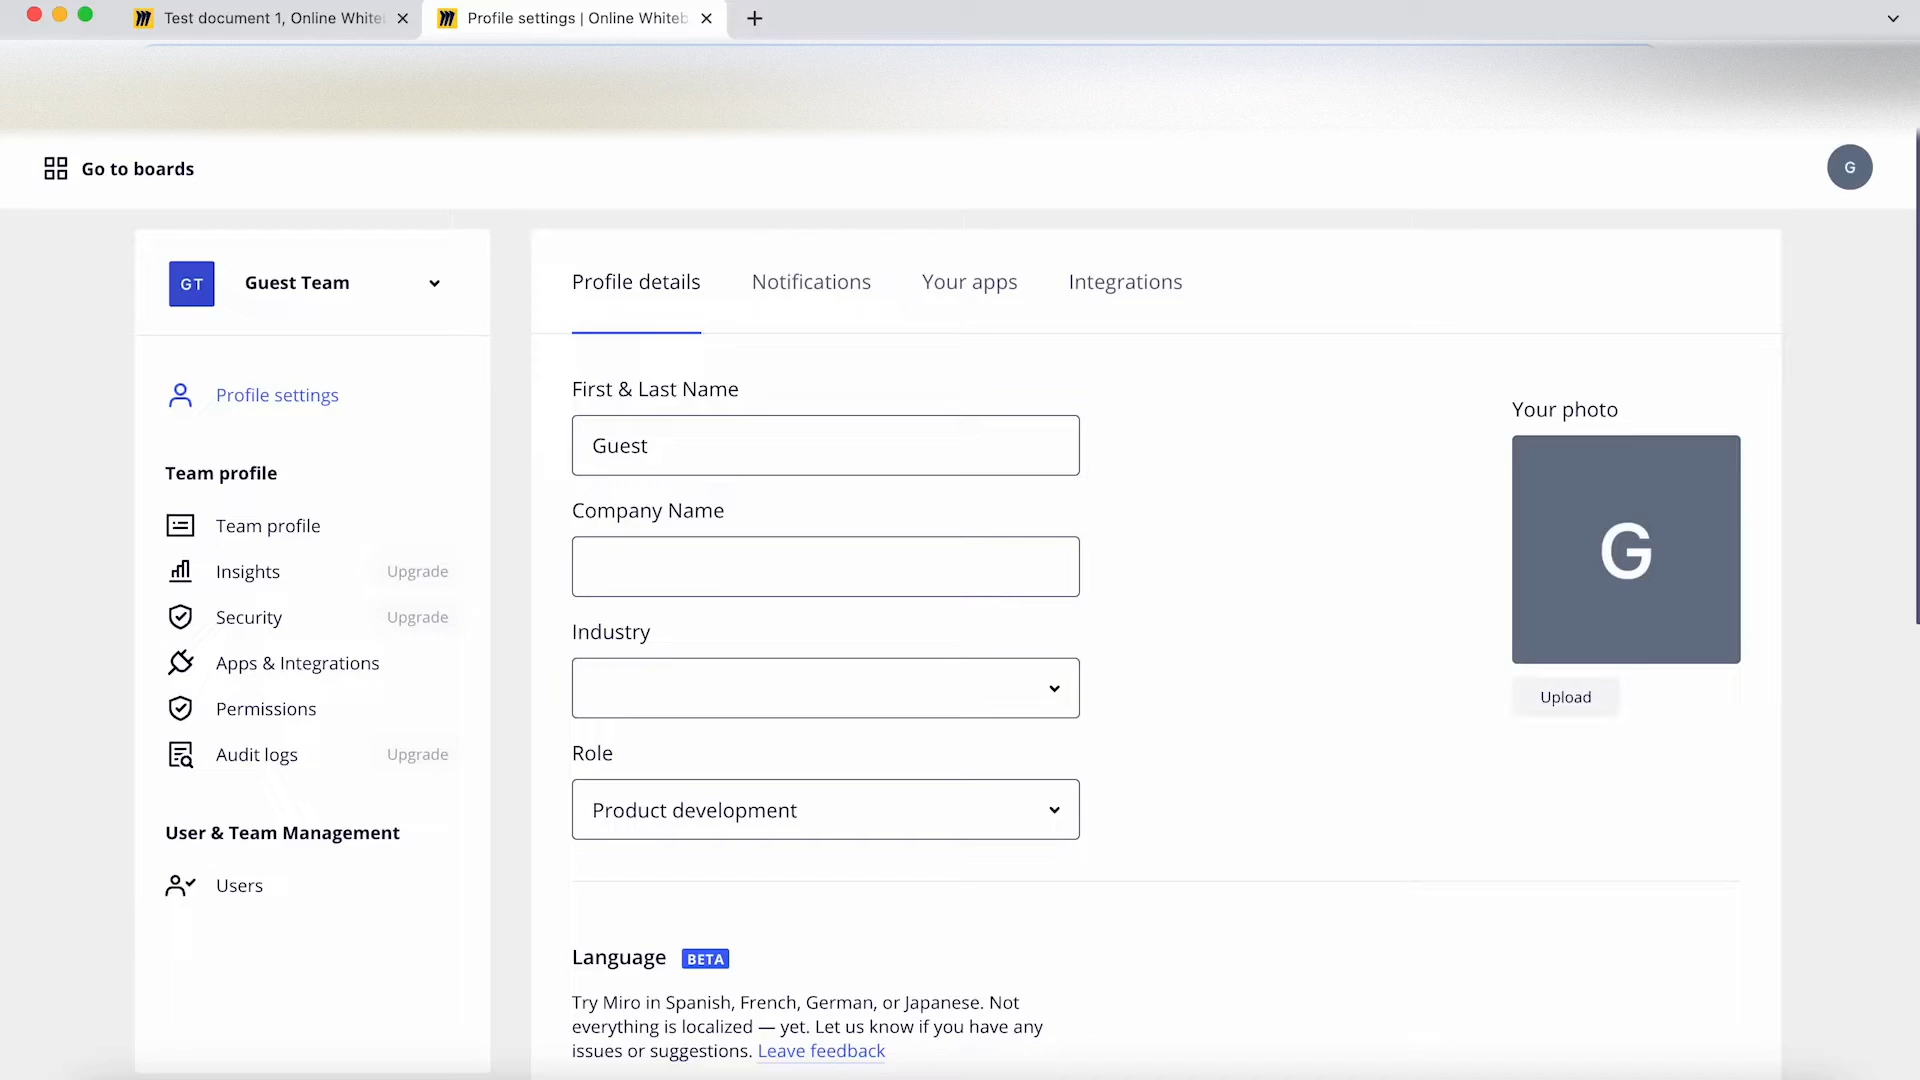 Test document 1, Online White
Profile settings | Online Whiteb
Go to boards
G
GT
Guest Team
Profile details
Notifications
Your apps
Integrations
Profile settings
Team profile
Team profile
Insights
Upgrade
Security
Upgrade
Apps & Integrations
Permissions
Audit logs
Upgrade
User & Team Management
Users
First & Last Name
Guest
Company Name
Industry
Role
Product development
Your photo
G
Upload
Language BETA
Try Miro in Spanish, French, German, or Japanese. Not
everything is localized — yet. Let us know if you have any
issues or suggestions. Leave feedback